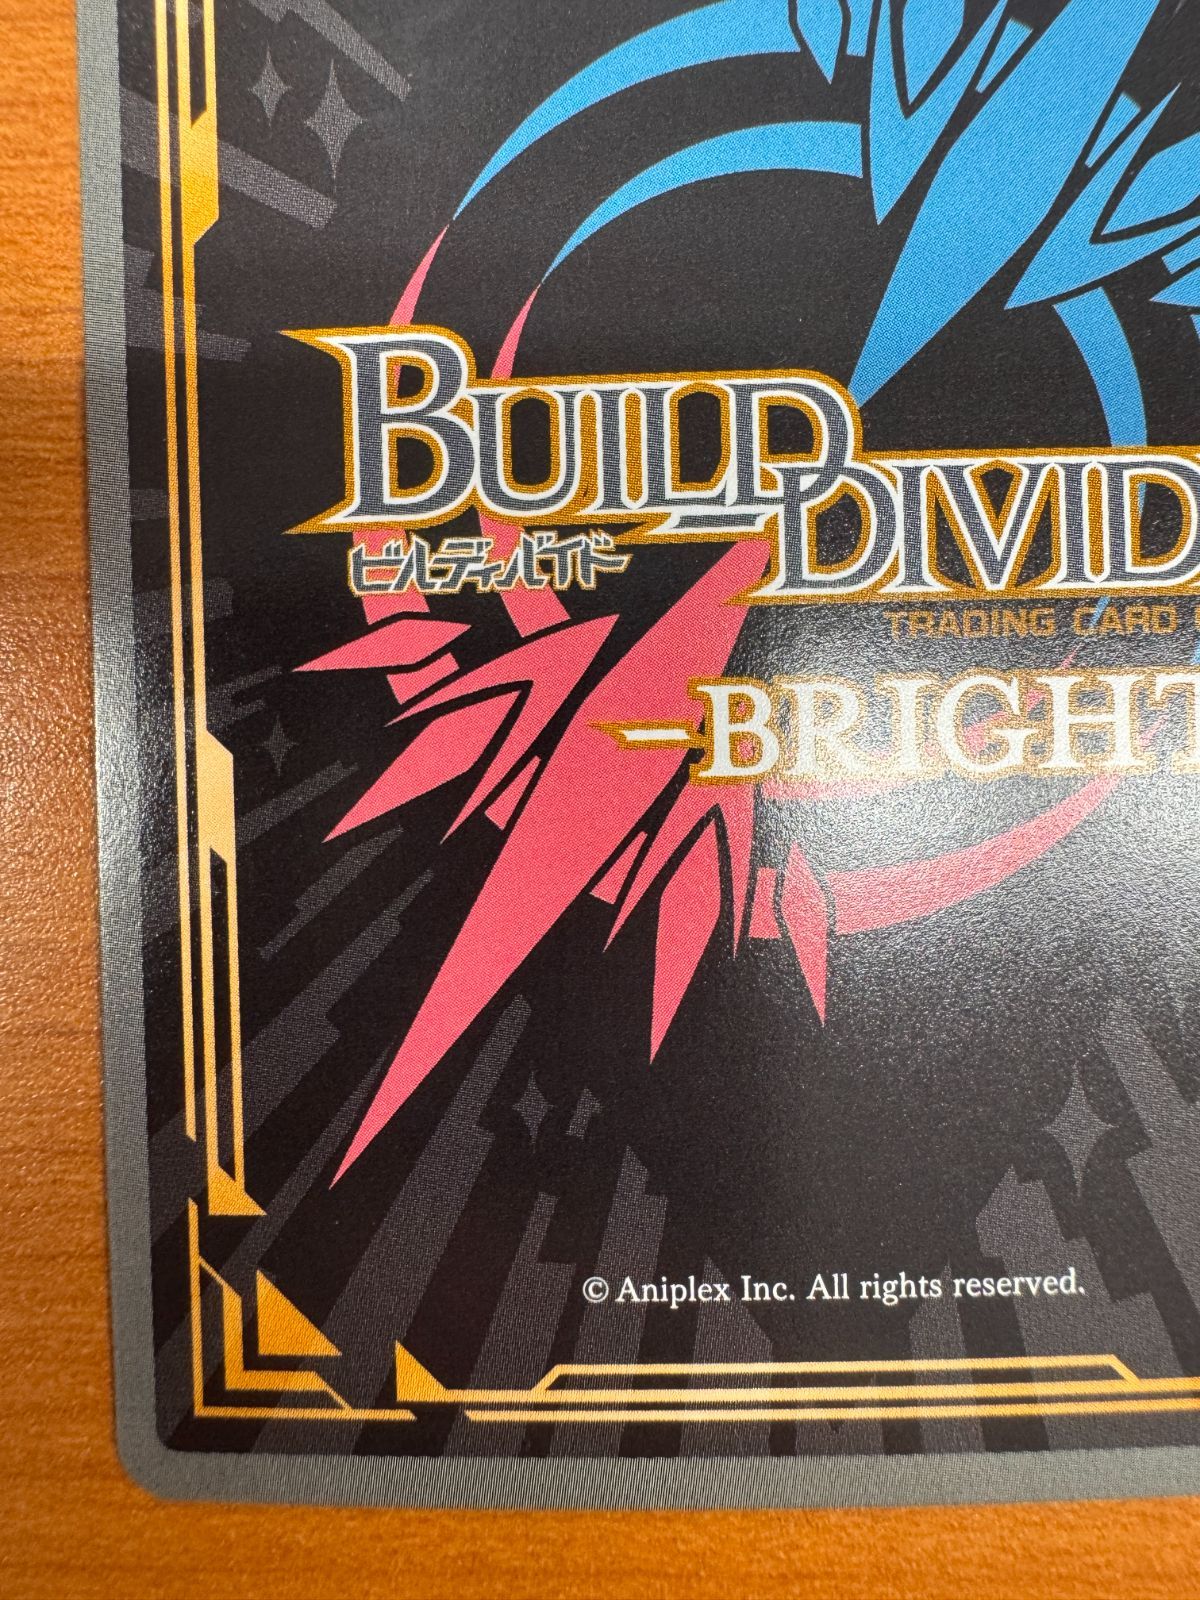 BUILD DIVID
ビルディバイド
TRADING CARD
-BRIGHT
© Aniplex Inc. All rights reserved.